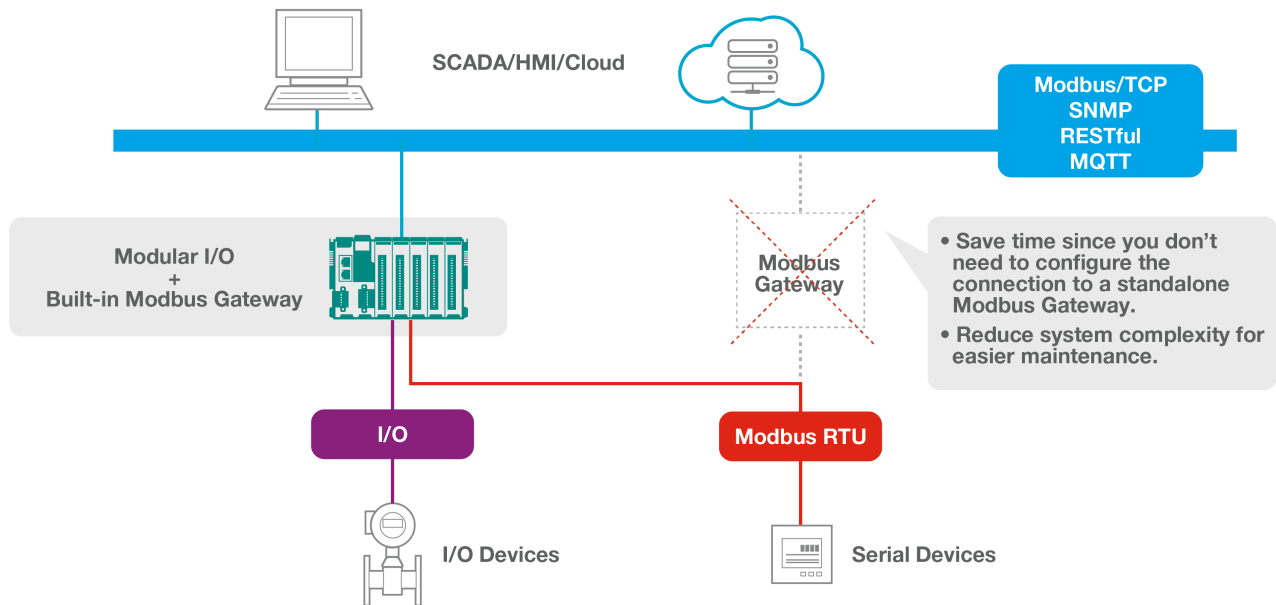 SCADA/HMI/Cloud
Modbus/TCP
SNMP
RESTful
MQTT
Modular I/O
+
Built-in Modbus Gateway
Modbus
Gateway
• Save time since you don’t
need to configure the
connection to a standalone
Modbus Gateway.
• Reduce system complexity for
easier maintenance.
I/O
Modbus RTU
I/O Devices
Serial Devices